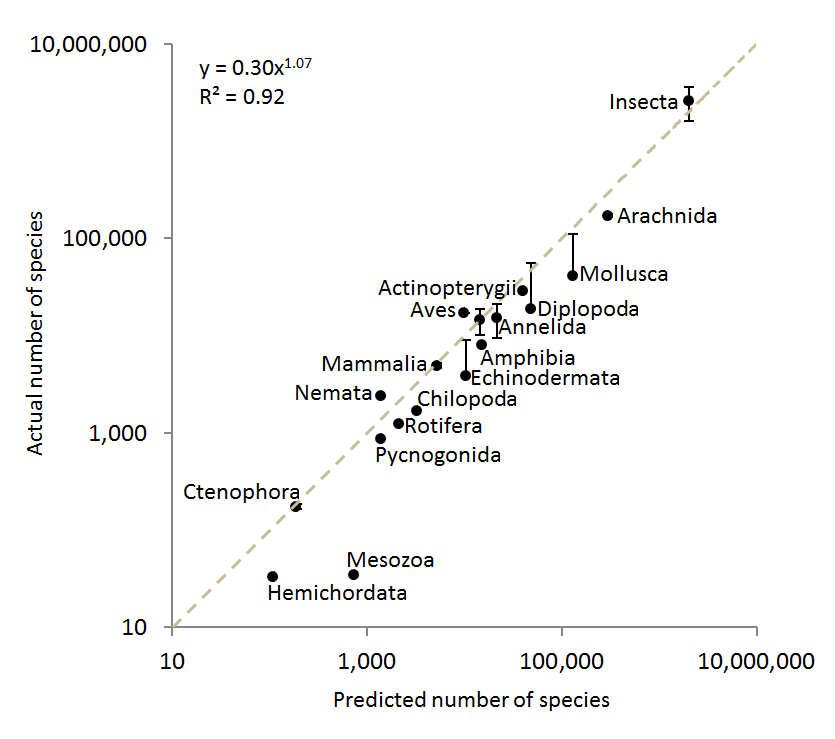 10,000,000
y = 0.30x^1.07
R² = 0.92
Insecta
Arachnida
100,000
Mollusca
Actinopterygii
Aves
Diplopoda
Annelida
Amphibia
Mammalia
Echinodermata
Nemata
Chilopoda
1,000
Rotifera
Pycnogonida
Ctenophora
Mesozoa
Hemichordata
10
10
1,000
100,000
10,000,000
Predicted number of species
Actual number of species